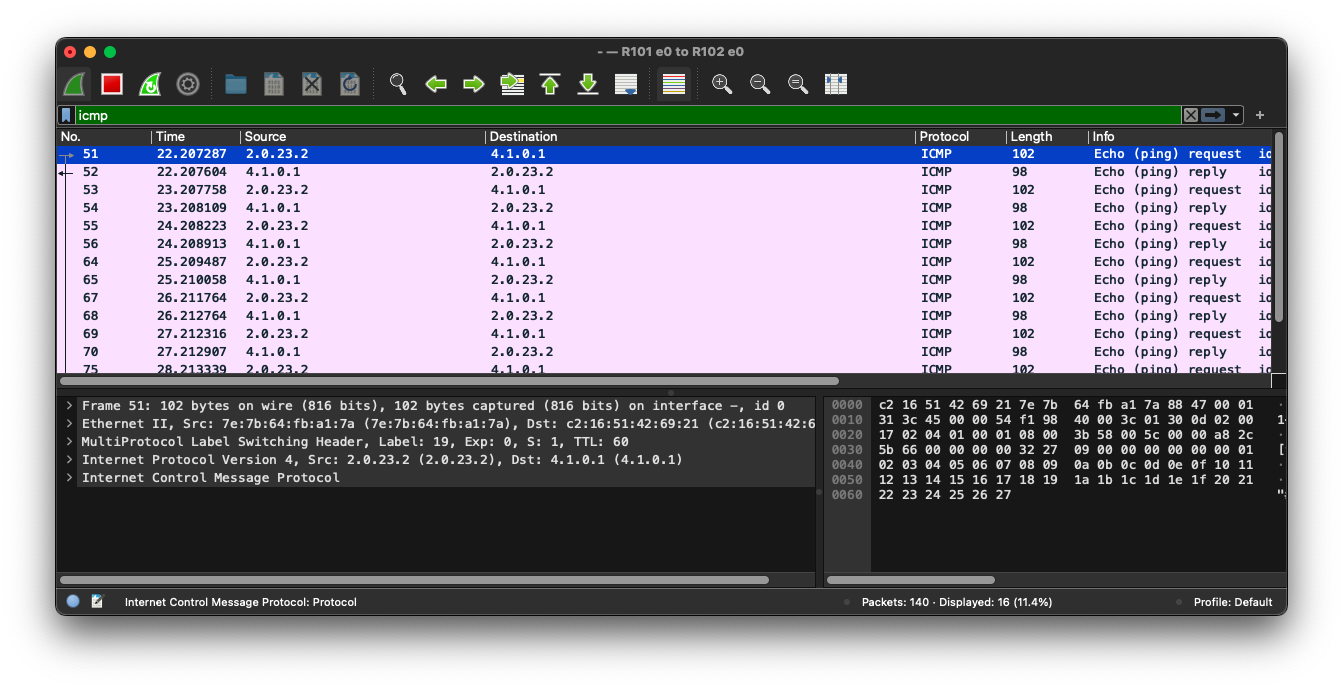 - — R101 e0 to R102 e0
icmp
+
No. Time Source Destination Protocol Length Info
51 22.207287 2.0.23.2 4.1.0.1 ICMP 102 Echo (ping) request
52 22.207604 4.1.0.1 2.0.23.2 ICMP 98 Echo (ping) reply
53 23.207758 2.0.23.2 4.1.0.1 ICMP 102 Echo (ping) request
54 23.208109 4.1.0.1 2.0.23.2 ICMP 98 Echo (ping) reply
55 24.208223 2.0.23.2 4.1.0.1 ICMP 102 Echo (ping) request
56 24.208913 4.1.0.1 2.0.23.2 ICMP 98 Echo (ping) reply
64 25.209487 2.0.23.2 4.1.0.1 ICMP 102 Echo (ping) request
65 25.210058 4.1.0.1 2.0.23.2 ICMP 98 Echo (ping) reply
67 26.211764 2.0.23.2 4.1.0.1 ICMP 102 Echo (ping) request
68 26.212764 4.1.0.1 2.0.23.2 ICMP 98 Echo (ping) reply
69 27.212316 2.0.23.2 4.1.0.1 ICMP 102 Echo (ping) request
70 27.212907 4.1.0.1 2.0.23.2 ICMP 98 Echo (ping) reply
75 28.213339 2.0.23.2 4.1.0.1 ICMP 102 Echo (ping) request
Frame 51: 102 bytes on wire (816 bits), 102 bytes captured (816 bits) on interface -, id 0
Ethernet II, Src: 7e:7b:64:fb:a1:7a (7e:7b:64:fb:a1:7a), Dst: c2:16:51:42:69:21 (c2:16:51:42:6
MultiProtocol Label Switching Header, Label: 19, Exp: 0, S: 1, TTL: 60
Internet Protocol Version 4, Src: 2.0.23.2 (2.0.23.2), Dst: 4.1.0.1 (4.1.0.1)
Internet Control Message Protocol
0000 c2 16 51 42 69 21 7e 7b 64 fb a1 7a 88 47 00 01
0010 31 3c 45 00 00 54 f1 98 40 00 3c 01 30 0d 02 00
0020 17 02 04 01 00 01 08 00 3b 58 00 5c 00 00 a8 2c
0030 5b 66 00 00 00 00 32 27 09 00 00 00 00 00 00 01
0040 02 03 04 05 06 07 08 09 0a 0b 0c 0d 0e 0f 10 11
0050 12 13 14 15 16 17 18 19 1a 1b 1c 1d 1e 1f 20 21
0060 22 23 24 25 26 27
Internet Control Message Protocol: Protocol
Packets: 140 · Displayed: 16 (11.4%)
Profile: Default